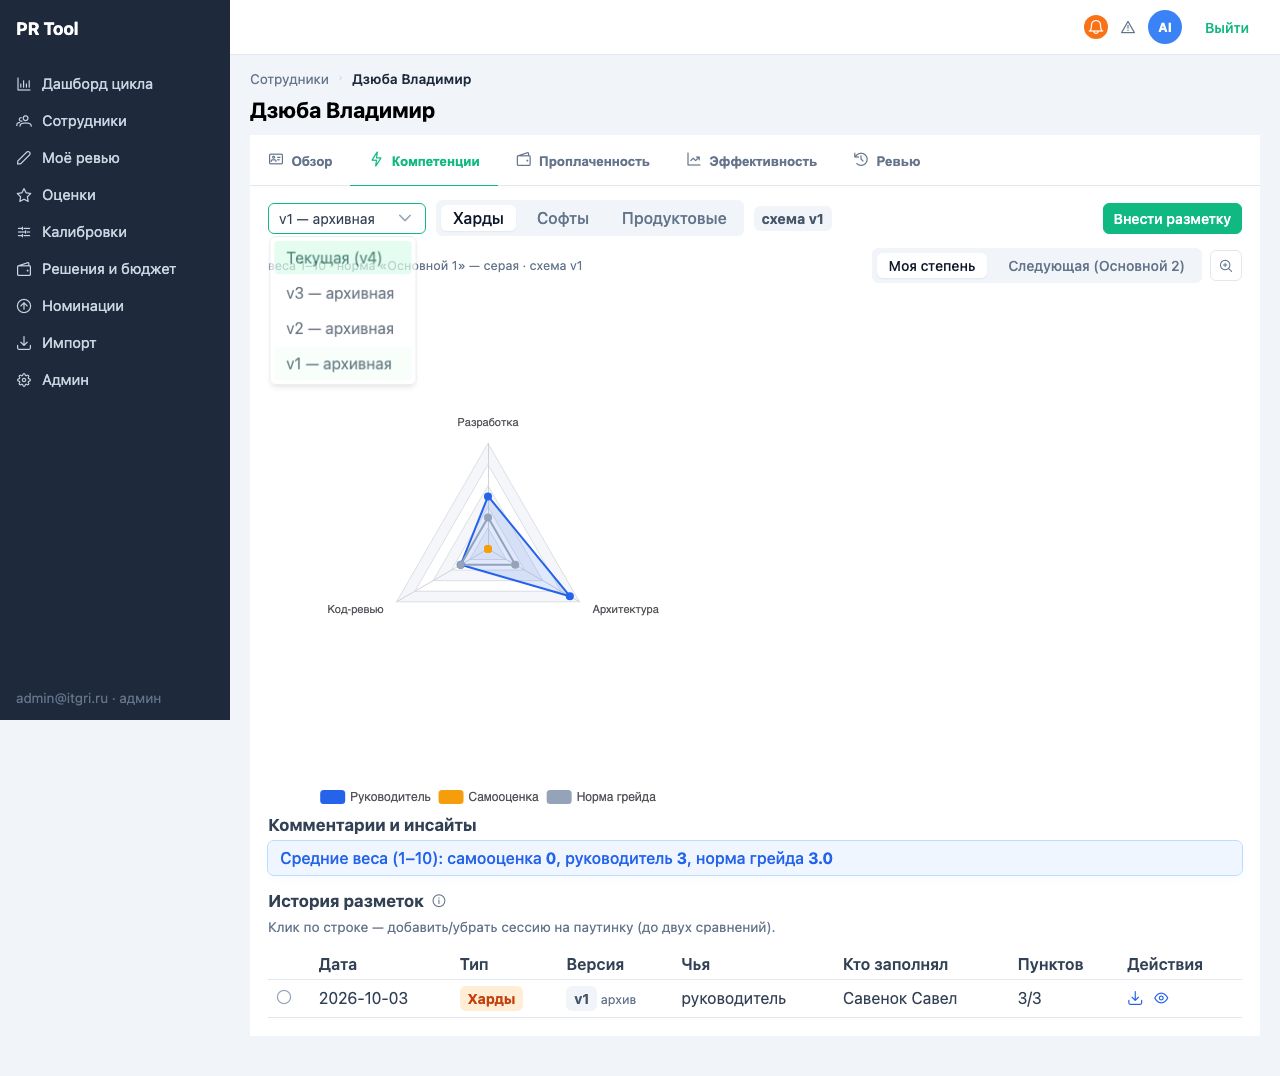 PR Tool
Дашборд цикла
Сотрудники
Моё ревью
Оценки
Калибровки
Решения и бюджет
Номинации
Импорт
Админ
admin@itgri.ru · админ
AI
Выйти
Сотрудники Дзюба Владимир
Дзюба Владимир
Обзор Компетенции Проплаченность Эффективность Ревью
v1 — архивная Харды Софты Продуктовые схема v1 Внести разметку
Текущая (v4)
v3 — архивная
v2 — архивная
v1 — архивная
веса 1–10 · норма «Основной 1» — серая · схема v1
Моя степень Следующая (Основной 2)
Разработка
Код-ревью Архитектура
Руководитель Самооценка Норма грейда
Комментарии и инсайты
Средние веса (1–10): самооценка 0, руководитель 3, норма грейда 3.0
История разметок
Клик по строке — добавить/убрать сессию на паутинку (до двух сравнений).
Дата Тип Версия Чья Кто заполнял Пунктов Действия
2026-10-03 Харды v1 архив руководитель Савенок Савел 3/3